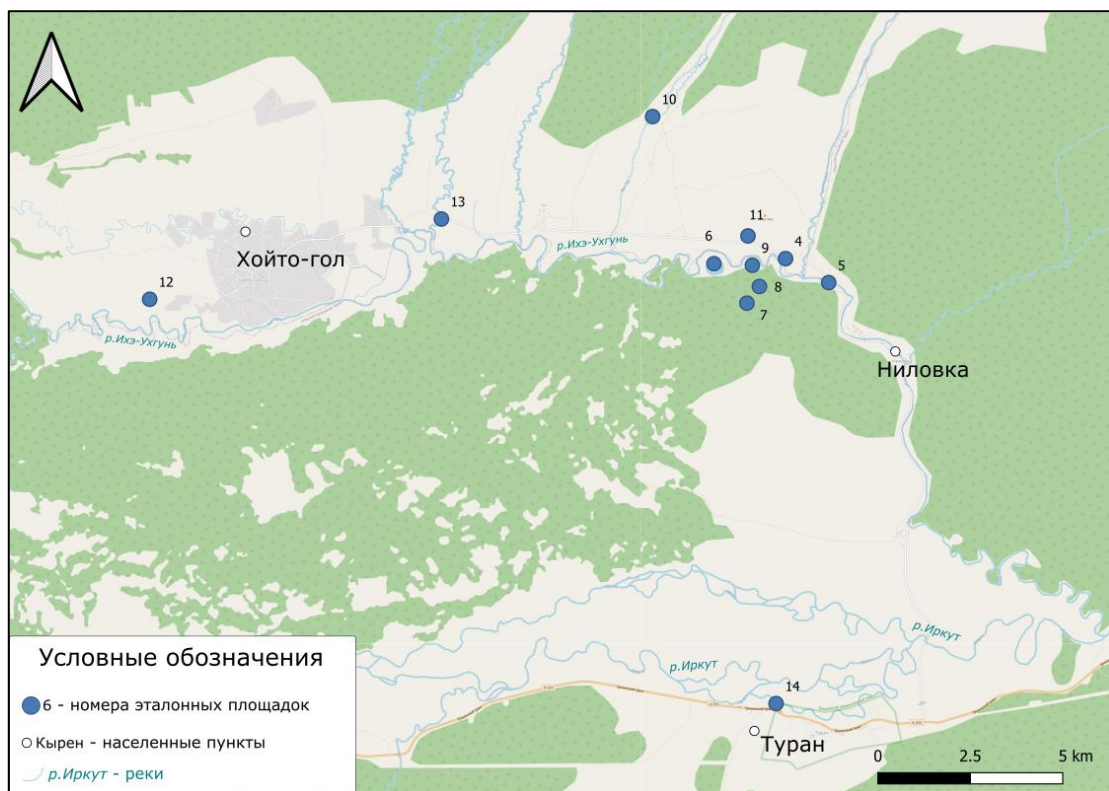 10
13
11
р.Ихэ-Ухгунь
6
9
4
Хойто-гол
5
8
12
7
р.Ихэ-Ухгунь
Ниловка
р.Иркут
р.Иркут
14
Туран
Условные обозначения
6 - номера эталонных площадок
Кырен - населенные пункты
р.Иркут - реки
0 2.5 5 km